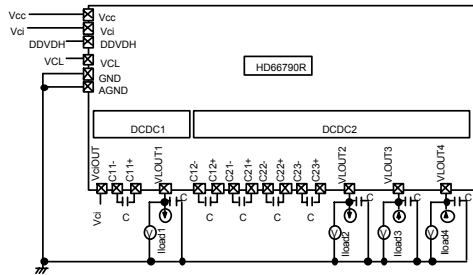 Vcc Vcc
Vci Vci
DDVDH DDVDH
VCL VCL
GND
AGND
HD66790R
DCDC1 DCDC2
VciOUT C11- C11+ VLOUT1 C12- C12+ C21- C21+ C22- C22+ C23- C23+ VLOUT2 VLOUT3 VLOUT4
Vci C C C C C C C C C
V Iload1 V Iload2 V Iload3 V Iload4